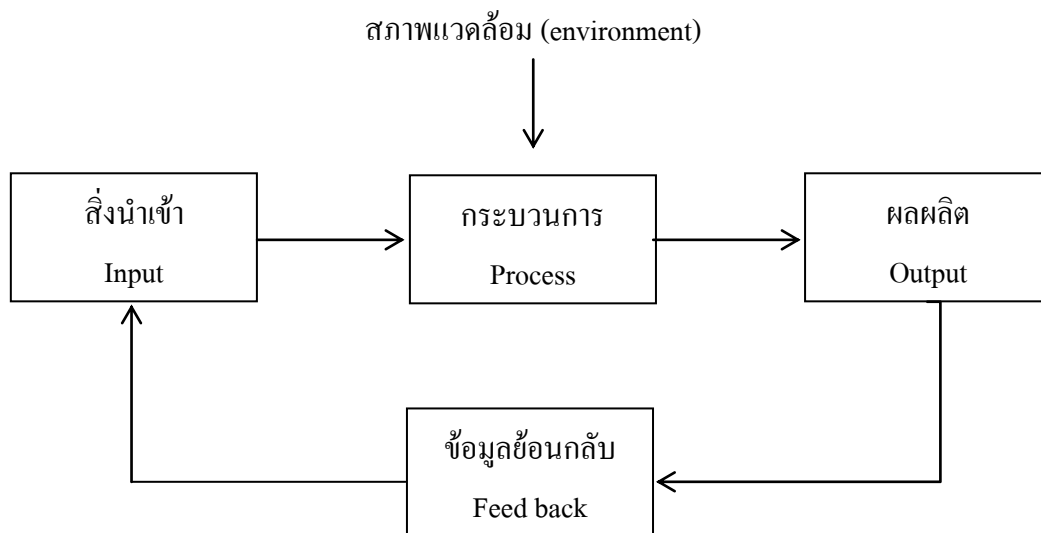 สภาพแวดล้อม (environment)
สิ่งนำเข้า
Input
กระบวนการ
Process
ผลผลิต
Output
ข้อมูลย้อนกลับ
Feed back